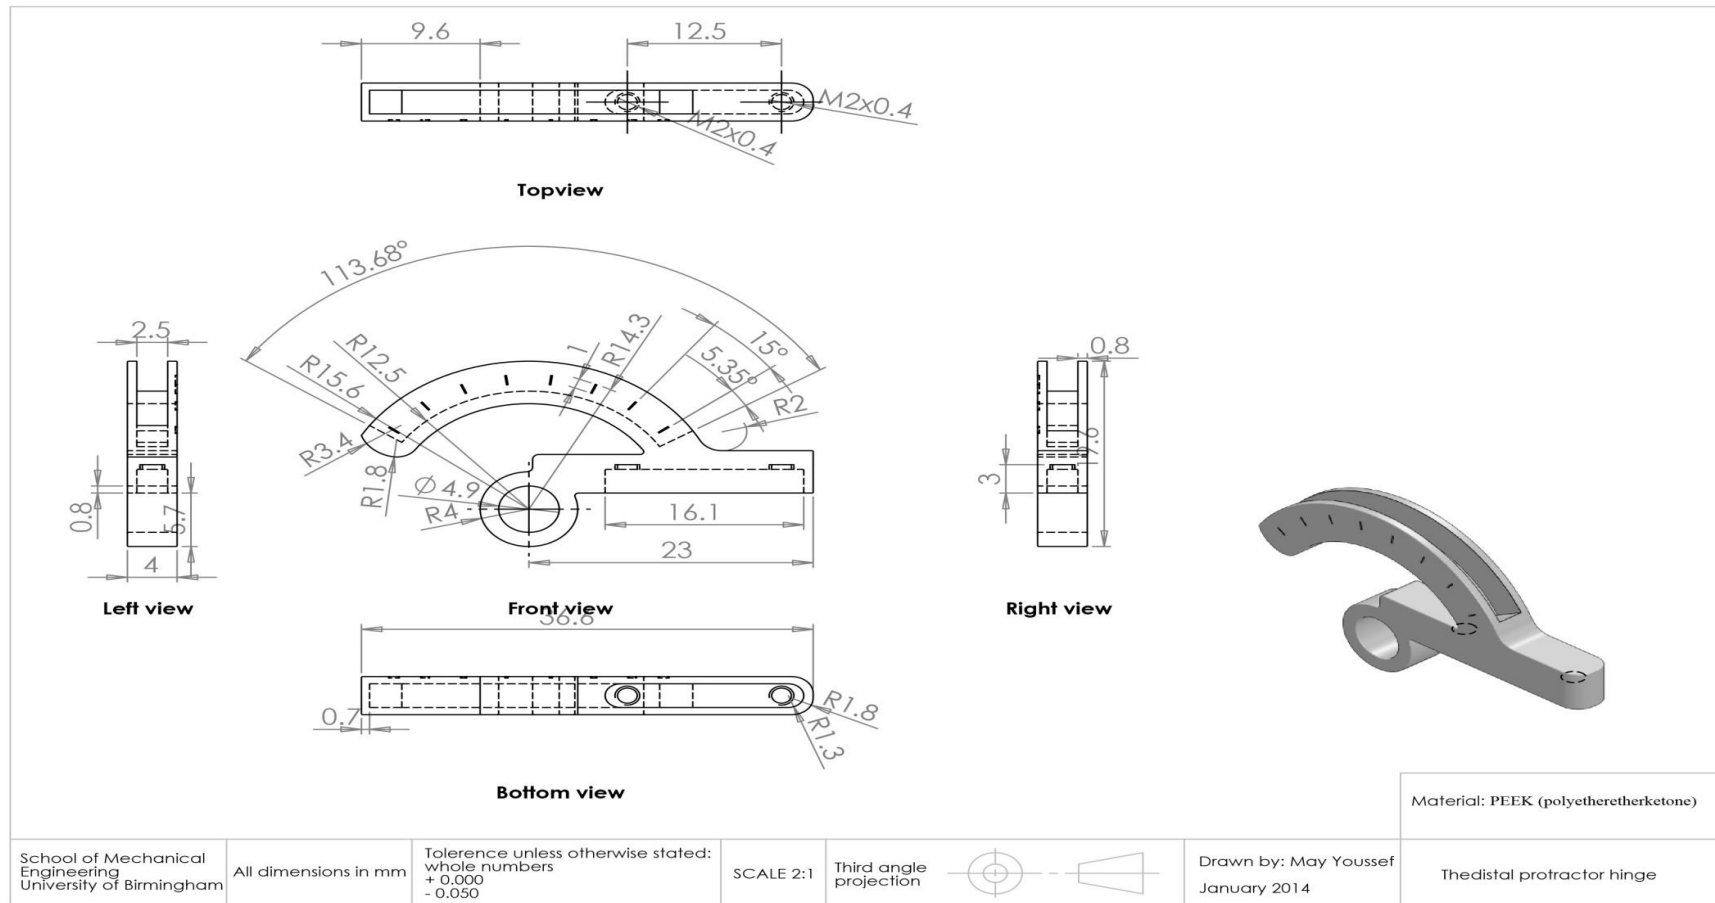 9.6
12.5
M2x0.4
M2x0.4
Topview
113.68°
2.5
R15.6
R12.5
1
R14.3
15°
5.35°
R2
0.8
R3.4
R1.8
Ø 4.9
R4
0.8
5.7
4
16.1
23
3
Left view
Front view
Right view
36.8
0.7
R1.8
R1.3
Bottom view
Material: PEEK (polyetheretherketone)
School of Mechanical
Engineering
University of Birmingham
All dimensions in mm
Tolerence unless otherwise stated:
whole numbers
+ 0.000
- 0.050
SCALE 2:1
Third angle
projection
Drawn by: May Youssef
January 2014
Thedistal protractor hinge